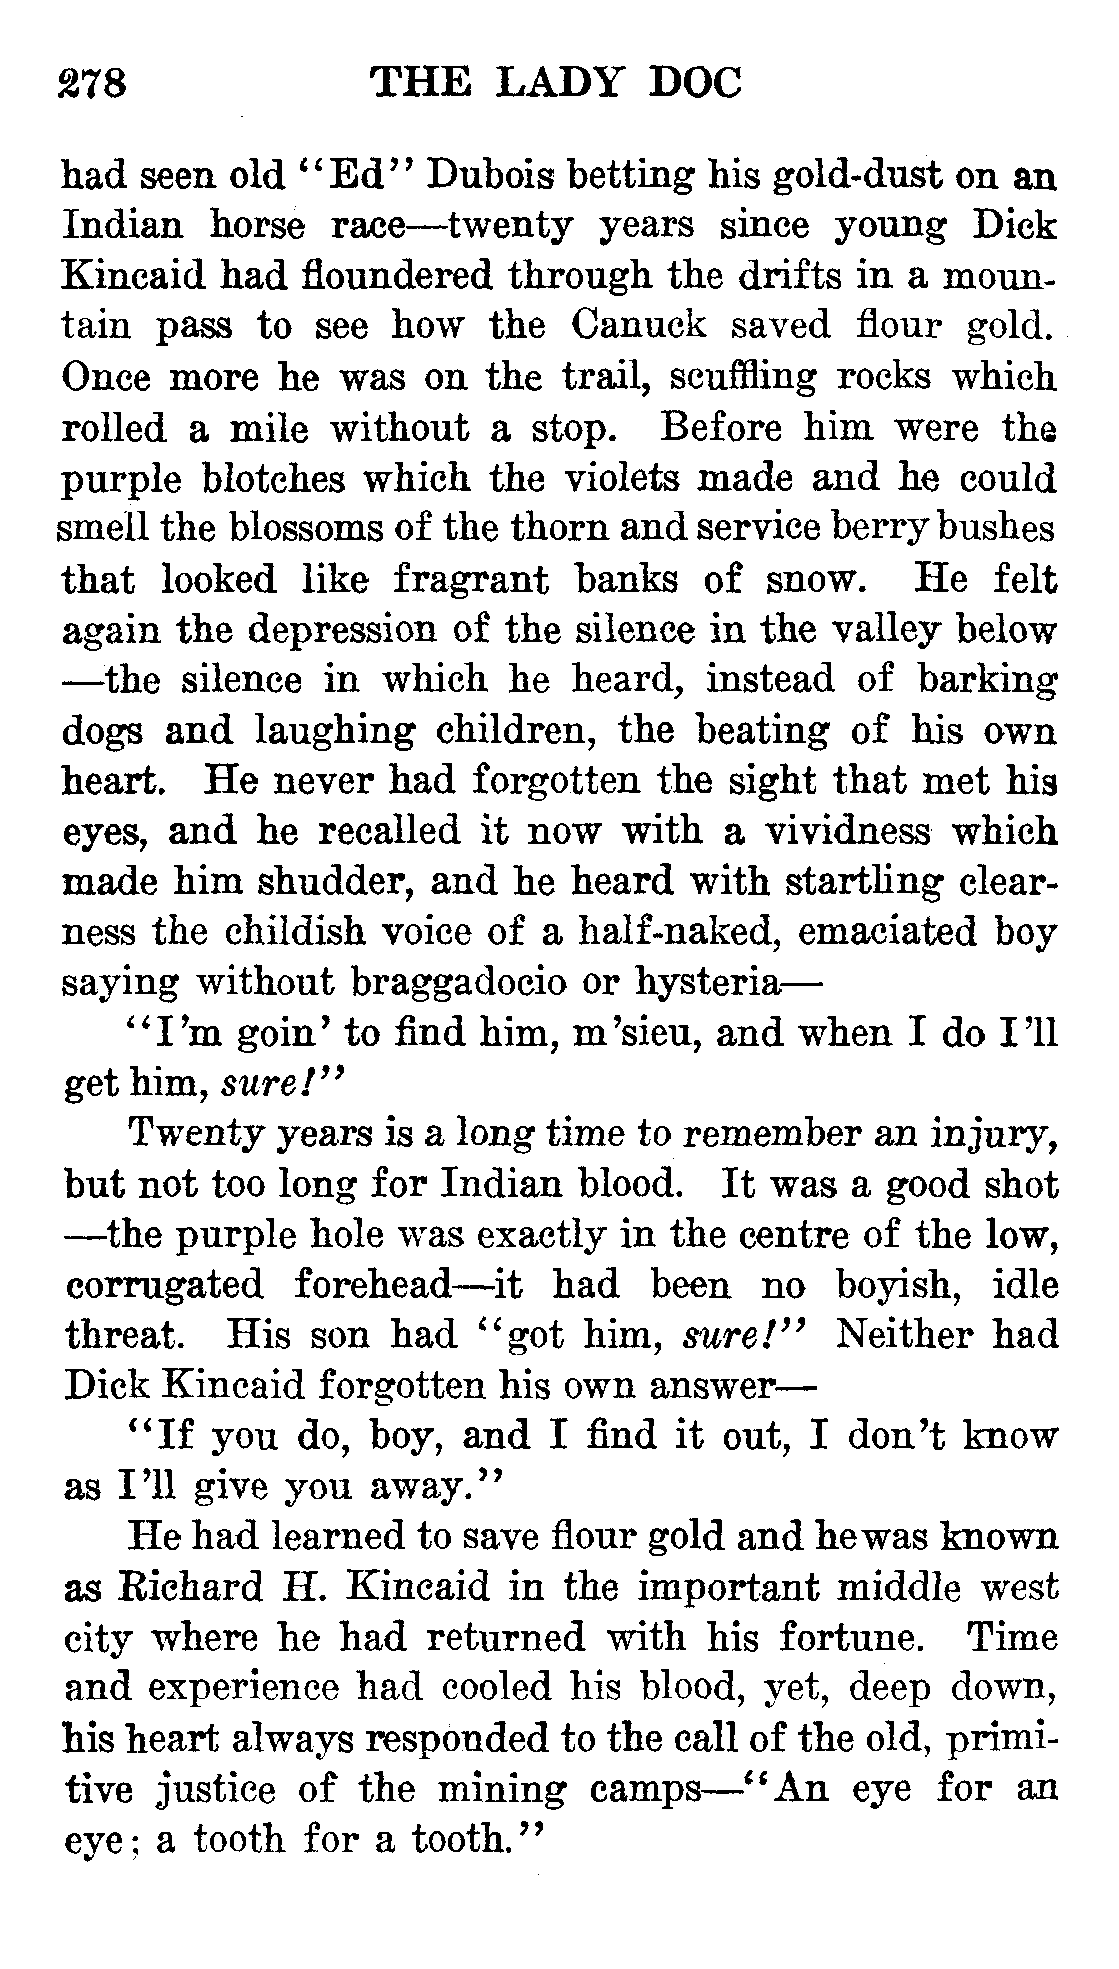 278 THE LADY DOC
had seen old "Ed" Dubois betting his gold-dust on an
Indian horse race—twenty years since young Dick
Kincaid had floundered through the drifts in a moun-
tain pass to see how the Canuck saved flour gold.
Once more he was on the trail, scuffling rocks which
rolled a mile without a stop. Before him were the
purple blotches which the violets made and he could
smell the blossoms of the thorn and service berry bushes
that looked like fragrant banks of snow. He felt
again the depression of the silence in the valley below
—the silence in which he heard, instead of barking
dogs and laughing children, the beating of his own
heart. He never had forgotten the sight that met his
eyes, and he recalled it now with a vividness which
made him shudder, and he heard with startling clear-
ness the childish voice of a half-naked, emaciated boy
saying without braggadocio or hysteria—
"I'm goin' to find him, m'sieu, and when I do I'll
get him, sure!"
Twenty years is a long time to remember an injury,
but not too long for Indian blood. It was a good shot
—the purple hole was exactly in the centre of the low,
corrugated forehead—it had been no boyish, idle
threat. His son had "got him, sure!" Neither had
Dick Kincaid forgotten his own answer—
"If you do, boy, and I find it out, I don't know
as I'll give you away."
He had learned to save flour gold and he was known
as Richard H. Kincaid in the important middle west
city where he had returned with his fortune. Time
and experience had cooled his blood, yet, deep down,
his heart always responded to the call of the old, primi-
tive justice of the mining camps—"An eye for an
eye; a tooth for a tooth."